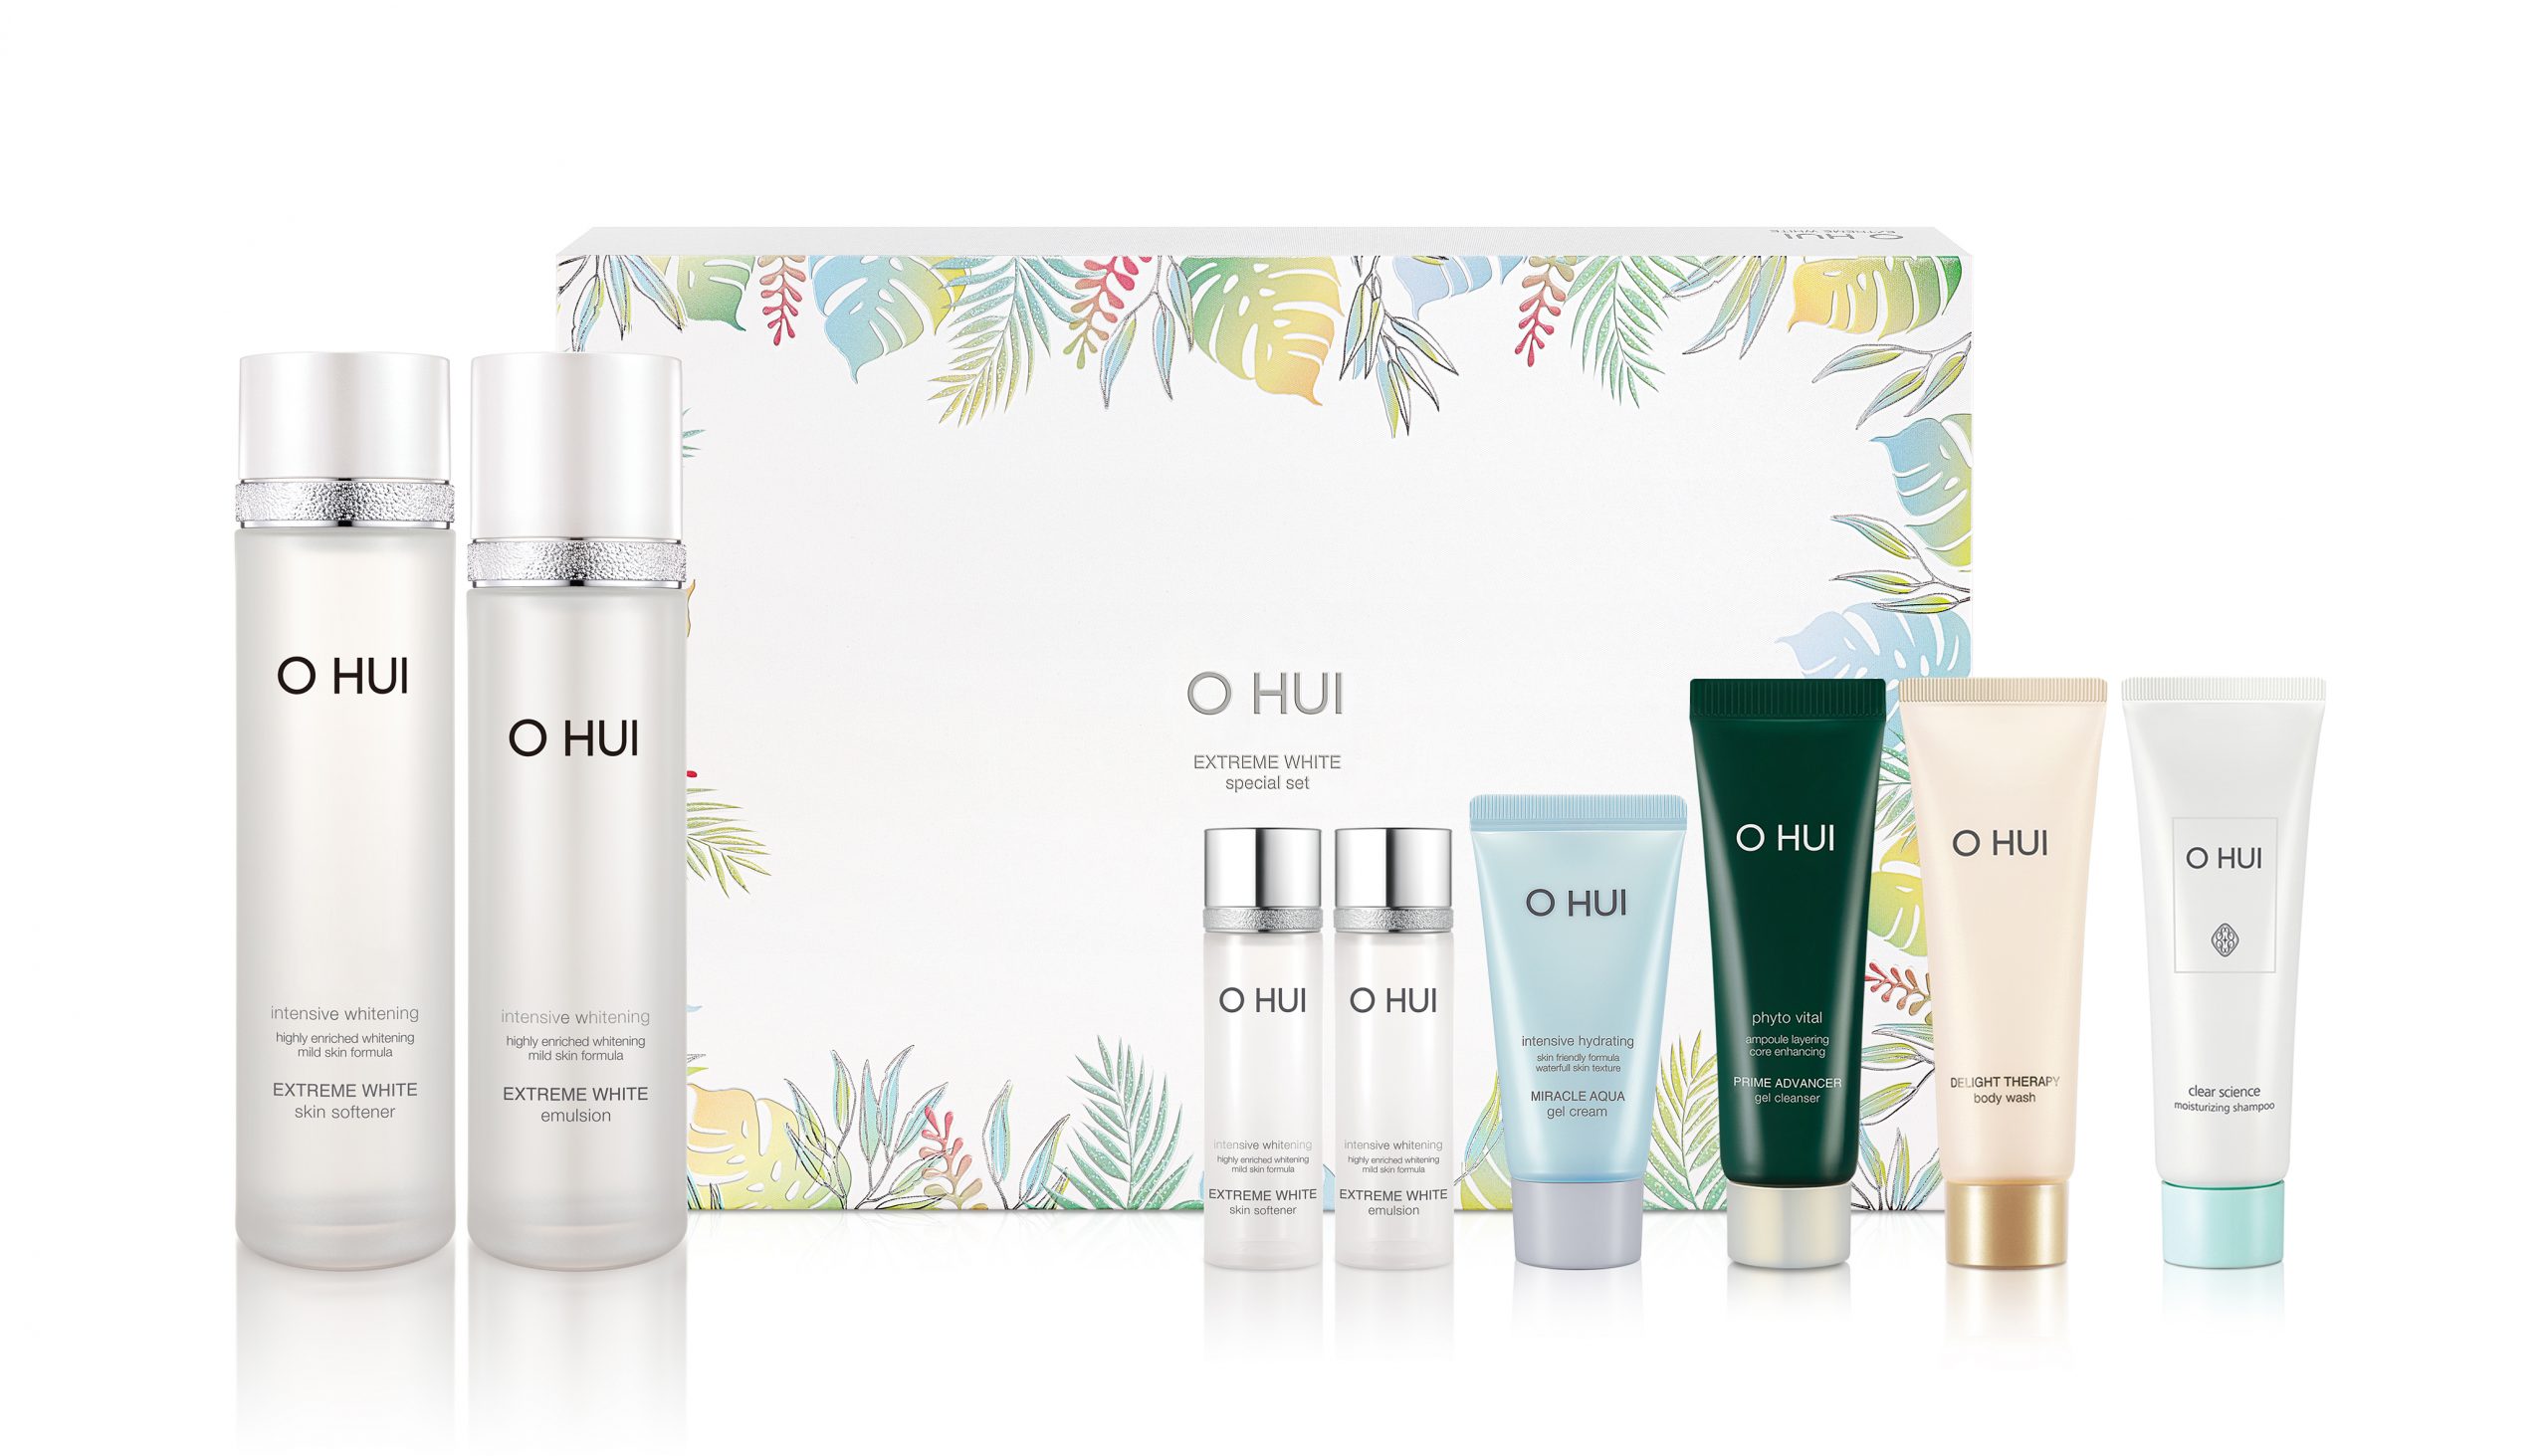 O HUI
EXTREME WHITE
O HUI
intensive whitening
highly enriched whitening
mild skin formula
EXTREME WHITE
skin softener
O HUI
intensive whitening
highly enriched whitening
mild skin formula
EXTREME WHITE
emulsion
O HUI
EXTREME WHITE
special set
O HUI
intensive whitening
highly enriched whitening
mild skin formula
EXTREME WHITE
skin softener
O HUI
intensive whitening
highly enriched whitening
mild skin formula
EXTREME WHITE
emulsion
O HUI
intensive hydrating
skin friendly formula
waterfull skin texture
MIRACLE AQUA
gel cream
O HUI
phyto vital
ampoule layering
core enhancing
PRIME ADVANCER
gel cleanser
O HUI
DELIGHT THERAPY
body wash
O HUI
clear science
moisturizing shampoo